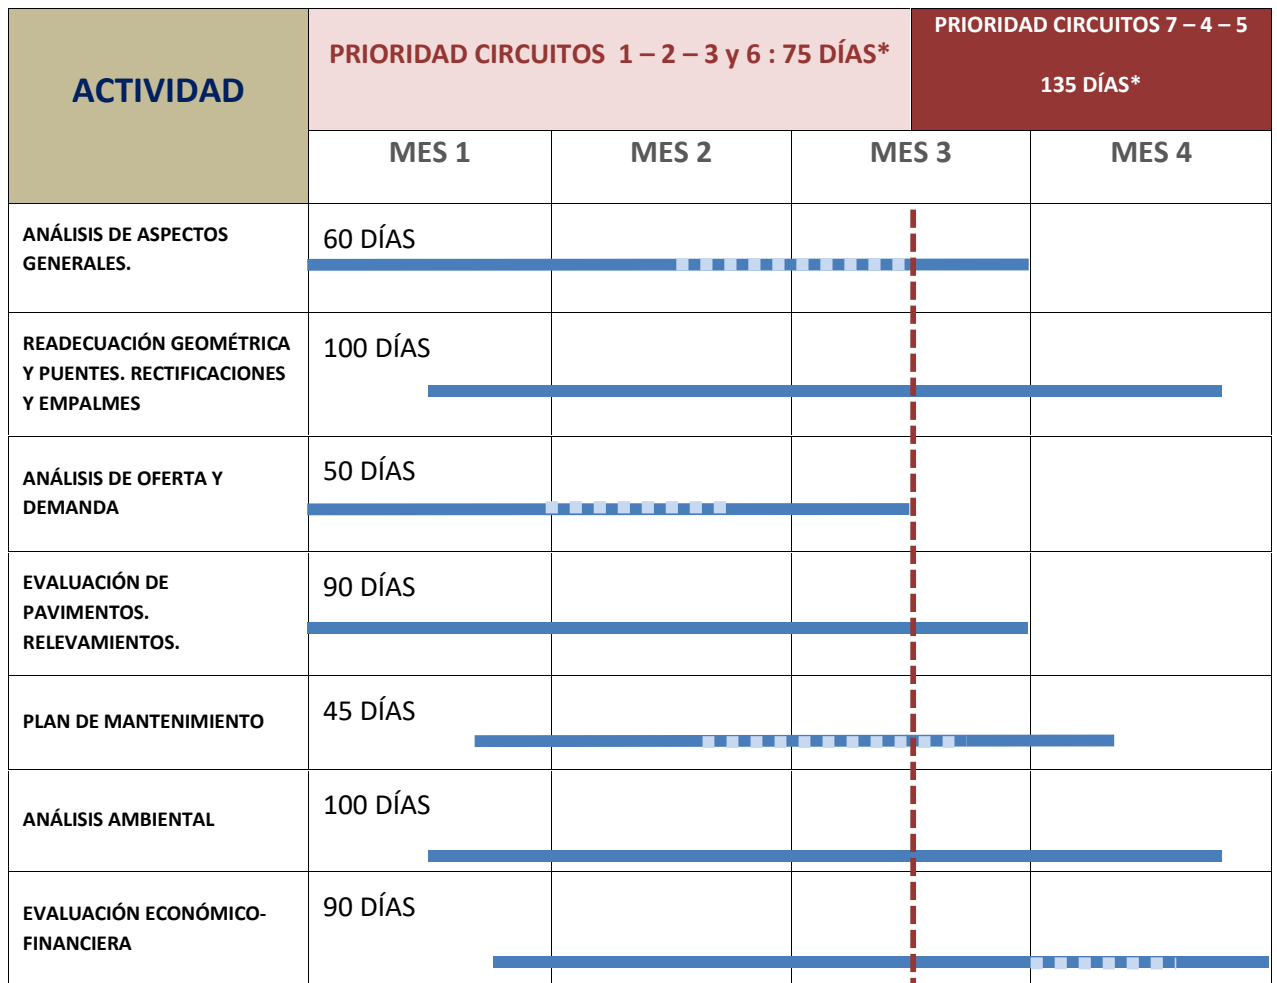 ACTIVIDAD
PRIORIDAD CIRCUITOS  1 – 2 – 3 y 6 : 75 DÍAS*
PRIORIDAD CIRCUITOS 7 – 4 – 5
135 DÍAS*
MES 1
MES 2
MES 3
MES 4
ANÁLISIS DE ASPECTOS
GENERALES.
60 DÍAS
READECUACIÓN GEOMÉTRICA
Y PUENTES. RECTIFICACIONES
Y EMPALMES
100 DÍAS
ANÁLISIS DE OFERTA Y
DEMANDA
50 DÍAS
EVALUACIÓN DE
PAVIMENTOS.
RELEVAMIENTOS.
90 DÍAS
PLAN DE MANTENIMIENTO
45 DÍAS
ANÁLISIS AMBIENTAL
100 DÍAS
EVALUACIÓN ECONÓMICO-
FINANCIERA
90 DÍAS